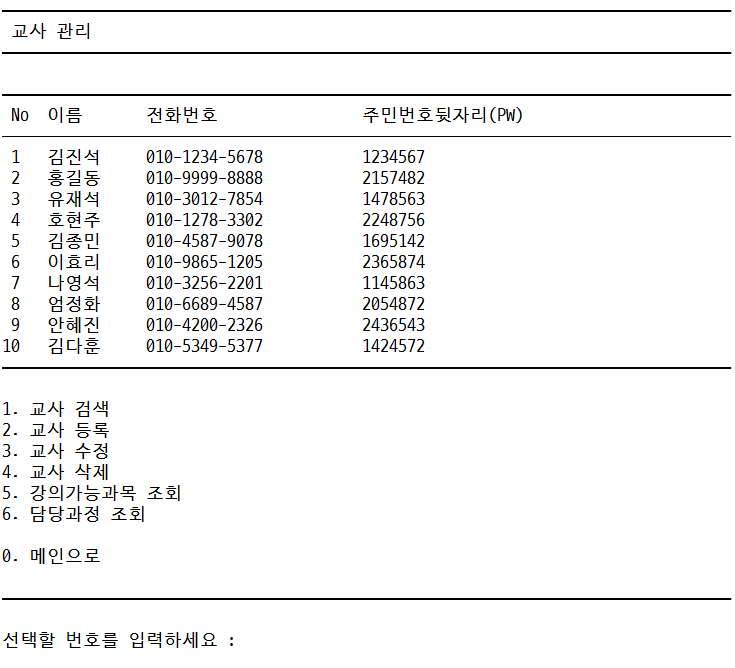 교사 관리
No 이름 전화번호 주민번호뒷자리(PW)
1 김진석 010-1234-5678 1234567
2 홍길동 010-9999-8888 2157482
3 유재석 010-3012-7854 1478563
4 호현주 010-1278-3302 2248756
5 김종민 010-4587-9078 1695142
6 이효리 010-9865-1205 2365874
7 나영석 010-3256-2201 1145863
8 엄정화 010-6689-4587 2054872
9 안혜진 010-4200-2326 2436543
10 김다훈 010-5349-5377 1424572
1. 교사 검색
2. 교사 등록
3. 교사 수정
4. 교사 삭제
5. 강의가능과목 조회
6. 담당과정 조회
0. 메인으로
선택할 번호를 입력하세요 :